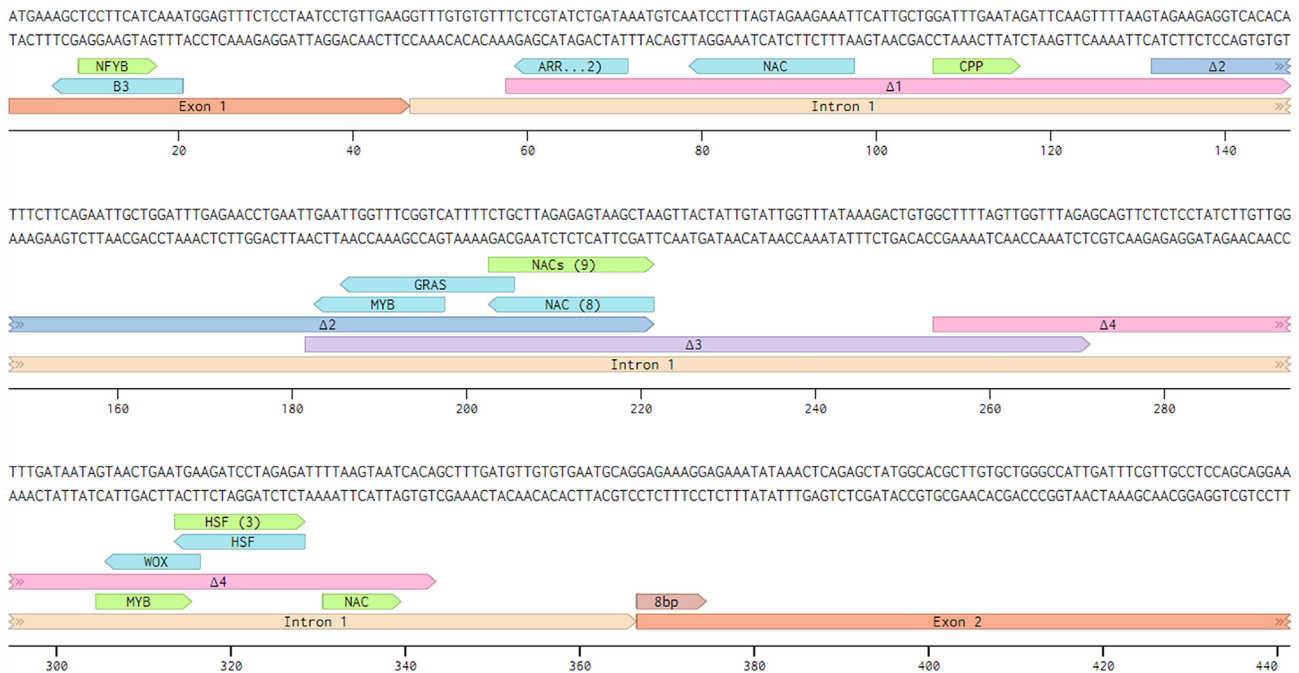 ATGAAAGCTCCTTCATCAAATGGAGTTTCTCCTAATCCTGTTGAAGGTTTGTGTGTTTCTCGTATCTGATAAATGTCAATCCTTTAGTAGAAGAAATTCATTGCTGGATTTGAATAGATTCAAGTTTTAAGTAGAAGAGGTCACACA
TACTTTCGAGGAAGTAGTTTACCTCAAAGAGGATTAGGACAACTTCCAAACACACAAAGAGCATAGACTATTTACAGTTAGGAAATCATCTTCTTTAAGTAACGACCTAAACTTATCTAAGTTCAAAATTCATCTTCTCCAGTGTGT
NFYB ARR...2) NAC CPP Δ2
B3 Δ1
Exon 1 Intron 1
20 40 60 80 100 120 140
TTTCTTCAGAATTGCTGGATTTGAGAACCTGAATTGAATTGGTTTCGGTCATTTTCTGCTTAGAGAGTAAGCTAAGTTACTATTGTATTGGTTTATAAAGACTGTGGCTTTTAGTTGGTTTAGAGCAGTTCTCTCCTATCTTGTTGG
AAAGAAGTCTTAACGACCTAAACTCTTGGACTTAACTTAACCAAAGCCAGTAAAAGACGAATCTCTCATTCGATTCAATGATAACATAACCAAATATTTCTGACACCGAAAATCAACCAAATCTCGTCAAGAGAGGATAGAACAACC
NACs (9)
GRAS
MYB NAC (8)
Δ2 Δ4
Δ3
Intron 1
160 180 200 220 240 260 280
TTTGATAATAGTAACTGAATGAAGATCCTAGAGATTTTAAGTAATCACAGCTTTGATGTTGTGTGAATGCAGGAGAAAGGAGAAATATAAACTCAGAGCTATGGCACGCTTGTGCTGGGCCATTGATTTCGTTGCCTCCAGCAGGAA
AAACTATTATCATTGACTTACTTCTAGGATCTCTAAAATTCATTAGTGTCGAAACTACAACACACTTACGTCCTCTTTCCTCTTTATATTTGAGTCTCGATACCGTGCGAACACGACCCGGTAACTAAAGCAACGGAGGTCGTCCTT
HSF (3)
HSF
WOX
Δ4
MYB NAC 8bp
Intron 1 Exon 2
300 320 340 360 380 400 420 440